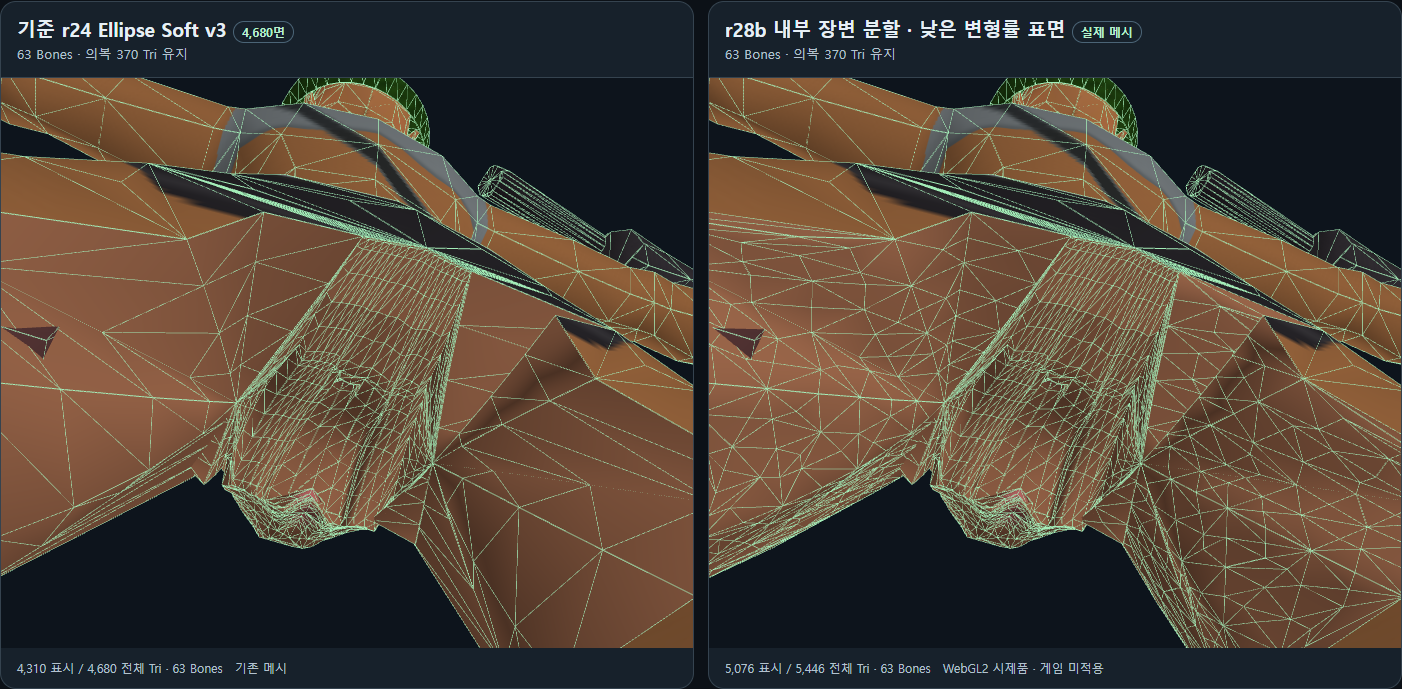 기준 r24 Ellipse Soft v3 4,680면
63 Bones · 의복 370 Tri 유지
4,310 표시 / 4,680 전체 Tri · 63 Bones 기존 메시
r28b 내부 장변 분할 · 낮은 변형률 표면 실제 메시
63 Bones · 의복 370 Tri 유지
5,076 표시 / 5,446 전체 Tri · 63 Bones WebGL2 시제품 · 게임 미적용